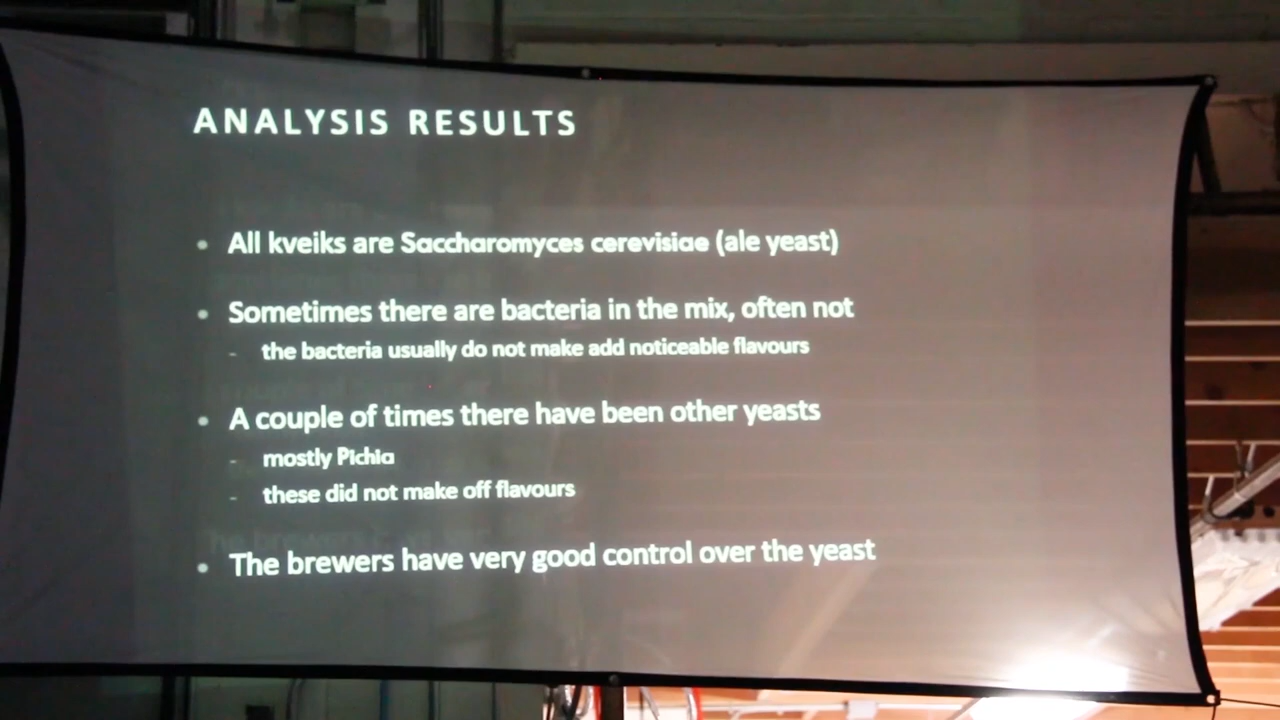 ANALYSIS RESULTS
• All kveiks are Saccharomyces cerevisiae (ale yeast)
• Sometimes there are bacteria in the mix, often not
- the bacteria usually do not make add noticeable flavours
• A couple of times there have been other yeasts
- mostly Pichia
- these did not make off flavours
• The brewers have very good control over the yeast